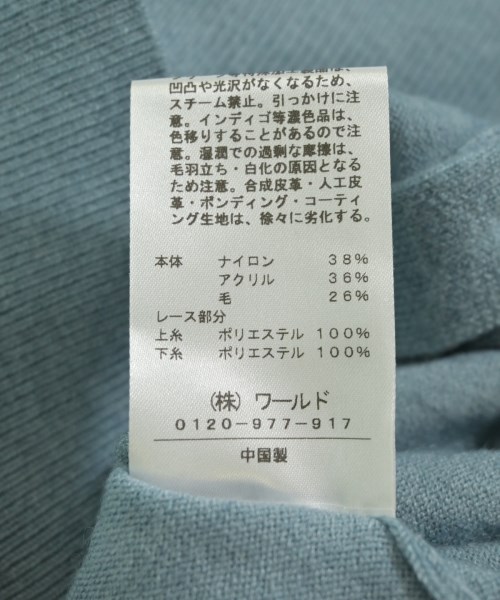 凹凸や光沢がなくなるため、
スチーム禁止。引っかけに注
意。インディゴ等濃色品は、
色移りすることがあるので注
意。湿潤での過剰な摩擦は、
毛羽立ち・白化の原因となる
ため注意。合成皮革・人工皮
革・ボンディング・コーティ
ング生地は、徐々に劣化する。
本体 ナイロン 38%
アクリル 36%
毛 26%
レース部分
上糸 ポリエステル 100%
下糸 ポリエステル 100%
(株) ワールド
0120-977-917
中国製